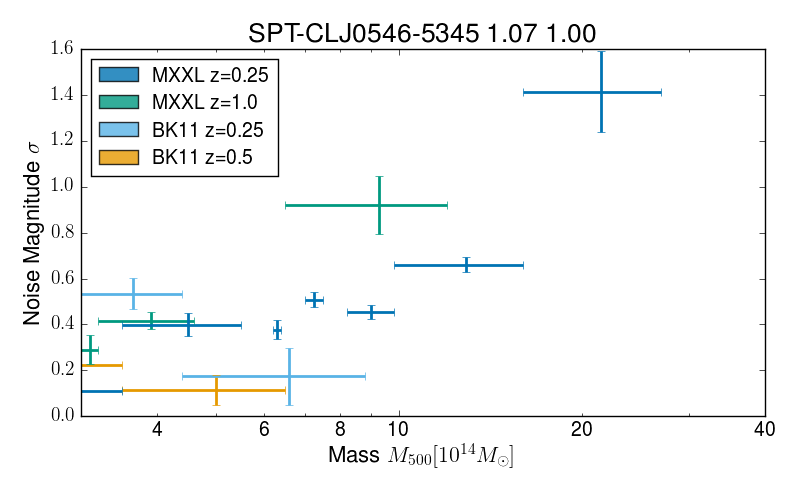 SPT-CLJ0546-5345 1.07 1.00
MXXL z=0.25
MXXL z=1.0
BK11 z=0.25
BK11 z=0.5
Noise Magnitude σ
1.6
1.4
1.2
1.0
0.8
0.6
0.4
0.2
0.0
4 6 8 10 20 40
Mass M₅₀₀[10¹⁴M☉]